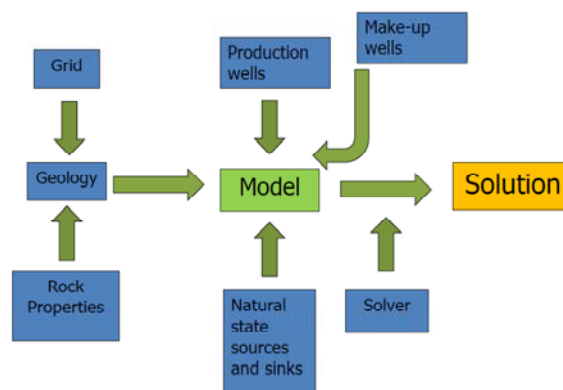 Grid
Production
wells
Make-up
wells
Geology
Model
Solution
Rock
Properties
Natural
state
sources
and sinks
Solver